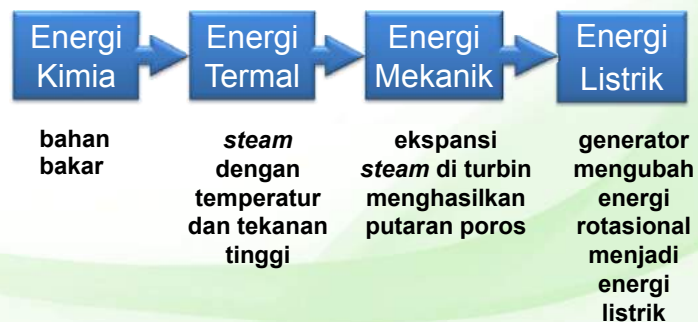 Energi
Kimia
Energi
Termal
Energi
Mekanik
Energi
Listrik
bahan
bakar
steam
dengan
temperatur
dan tekanan
tinggi
ekspansi
steam di turbin
menghasilkan
putaran poros
generator
mengubah
energi
rotasional
menjadi
energi
listrik